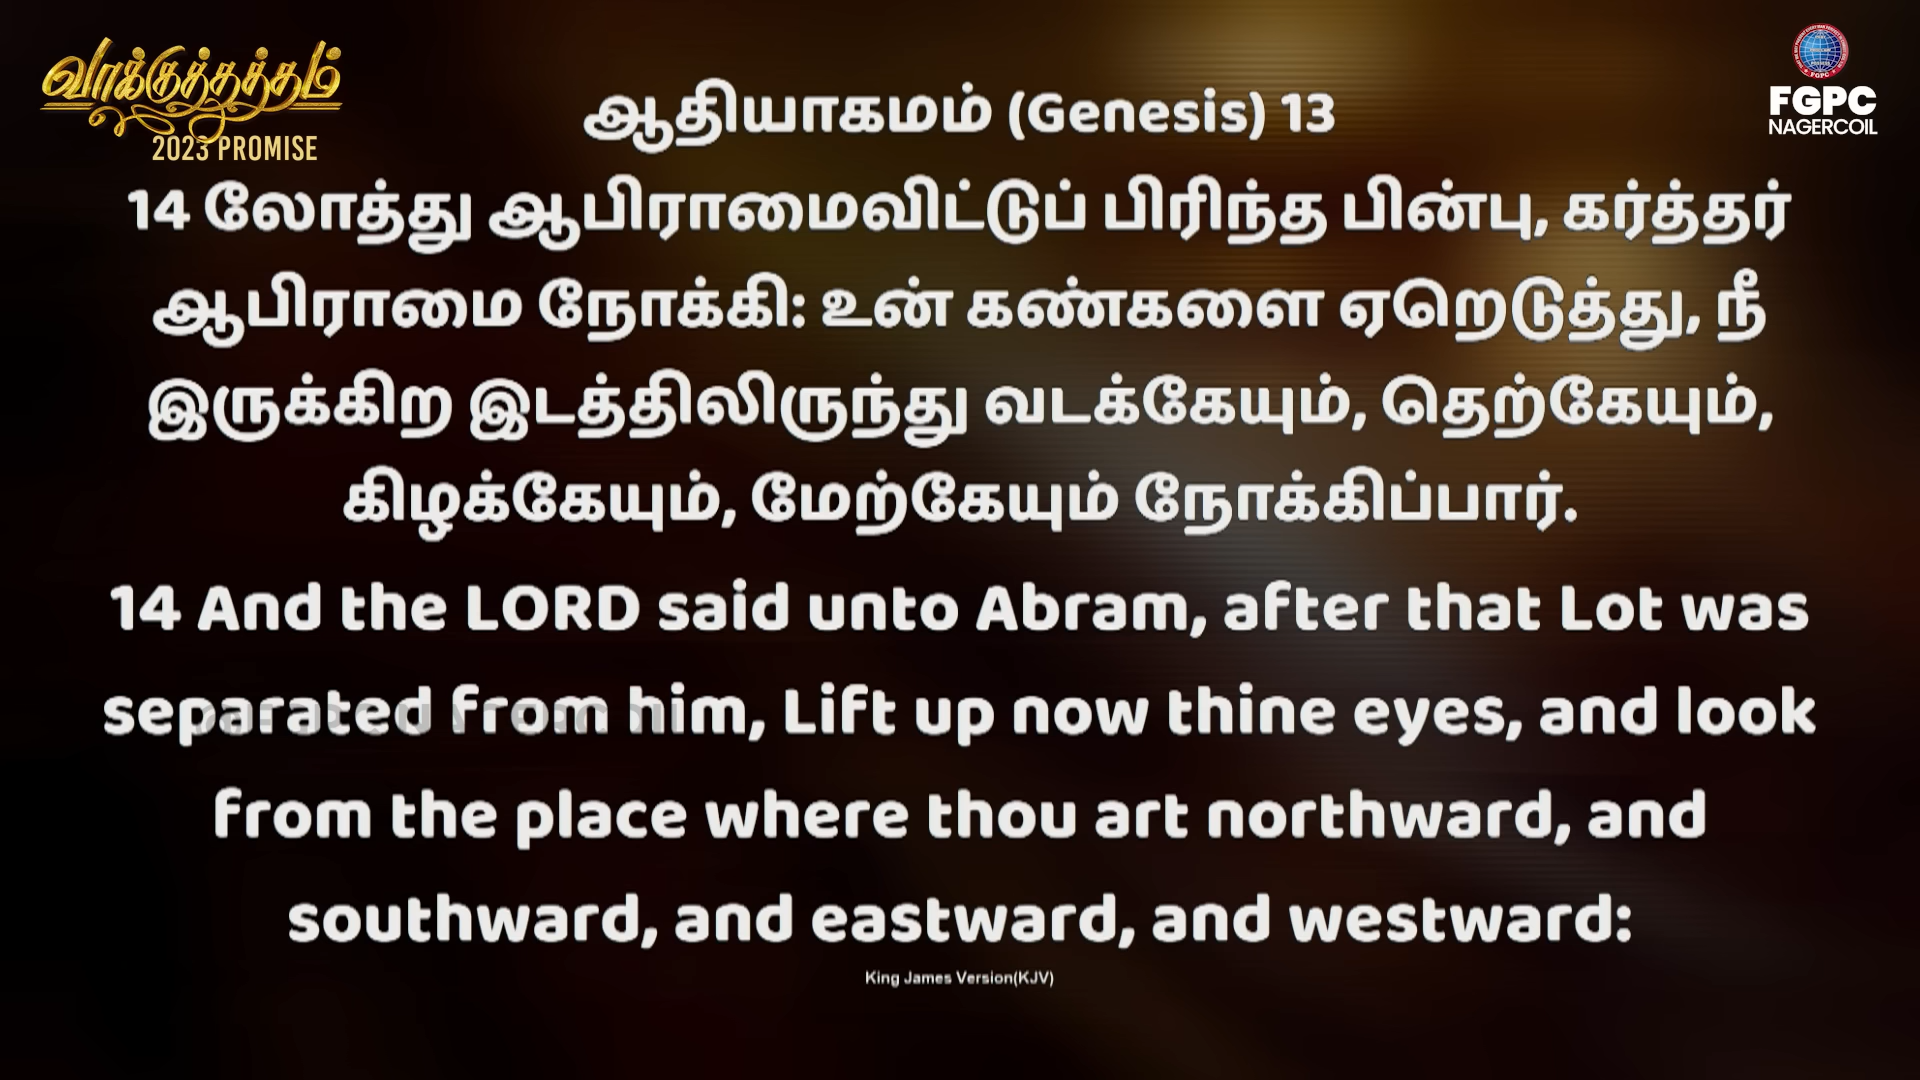 வாக்குத்தத்தம்
2023 PROMISE
FGPC
NAGERCOIL
ஆதியாகமம் (Genesis) 13
14 லோத்து ஆபிராமைவிட்டுப் பிரிந்த பின்பு, கர்த்தர்
ஆபிராமை நோக்கி: உன் கண்களை ஏறெடுத்து, நீ
இருக்கிற இடத்திலிருந்து வடக்கேயும், தெற்கேயும்,
கிழக்கேயும், மேற்கேயும் நோக்கிப்பார்.
14 And the LORD said unto Abram, after that Lot was
separated from him, Lift up now thine eyes, and look
from the place where thou art northward, and
southward, and eastward, and westward:
King James Version(KJV)